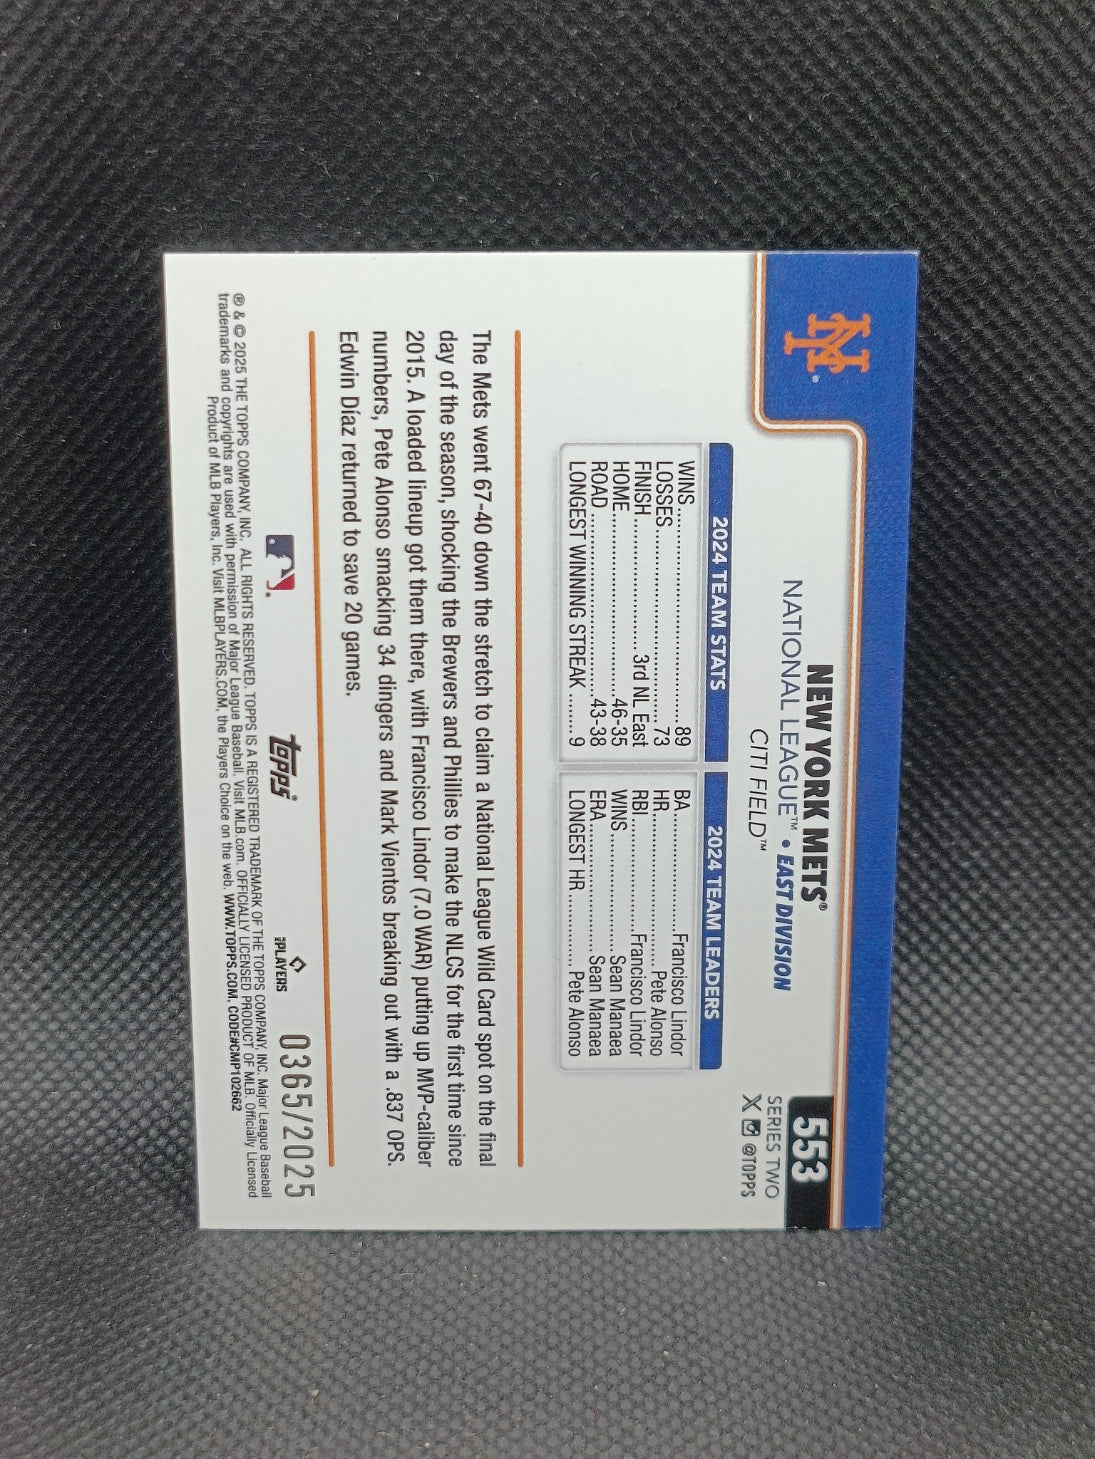 NY
553
SERIES TWO
X @TOPPS
NEW YORK METS®
NATIONAL LEAGUE™ • EAST DIVISION
CITI FIELD™
2024 TEAM STATS
WINS 89
LOSSES 73
FINISH 3rd NL East
HOME 46-35
ROAD 43-38
LONGEST WINNING STREAK 9
2024 TEAM LEADERS
BA Francisco Lindor
HR Pete Alonso
RBI Francisco Lindor
WINS Sean Manaea
ERA Sean Manaea
LONGEST HR Pete Alonso
The Mets went 67-40 down the stretch to claim a National League Wild Card spot on the final
day of the season, shocking the Brewers and Phillies to make the NLCS for the first time since
2015. A loaded lineup got them there, with Francisco Lindor (7.0 WAR) putting up MVP-caliber
numbers, Pete Alonso smacking 34 dingers and Mark Vientos breaking out with a .837 OPS.
Edwin Díaz returned to save 20 games.
topps
PLAYERS
0365/2025
® & © 2025 THE TOPPS COMPANY, INC. ALL RIGHTS RESERVED. TOPPS IS A REGISTERED TRADEMARK OF THE TOPPS COMPANY, INC. Major League Baseball
trademarks and copyrights are used with permission of Major League Baseball. Visit MLB.com. OFFICIALLY LICENSED PRODUCT OF MLB. Officially Licensed
Product of MLB Players, Inc. Visit MLBPLAYERS.COM, the Players Choice on the web. WWW.TOPPS.COM. CODE#CMP102662